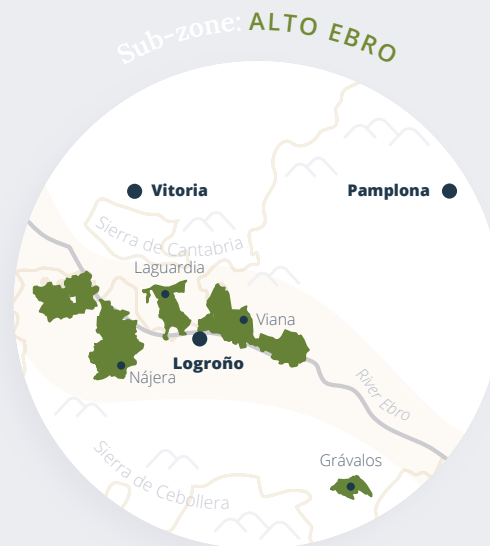 Sub-zone: ALTO EBRO
Vitoria
Pamplona
Sierra de Cantabria
Laguardia
Viana
Logroño
Nájera
River Ebro
Grávalos
Sierra de Cebollera